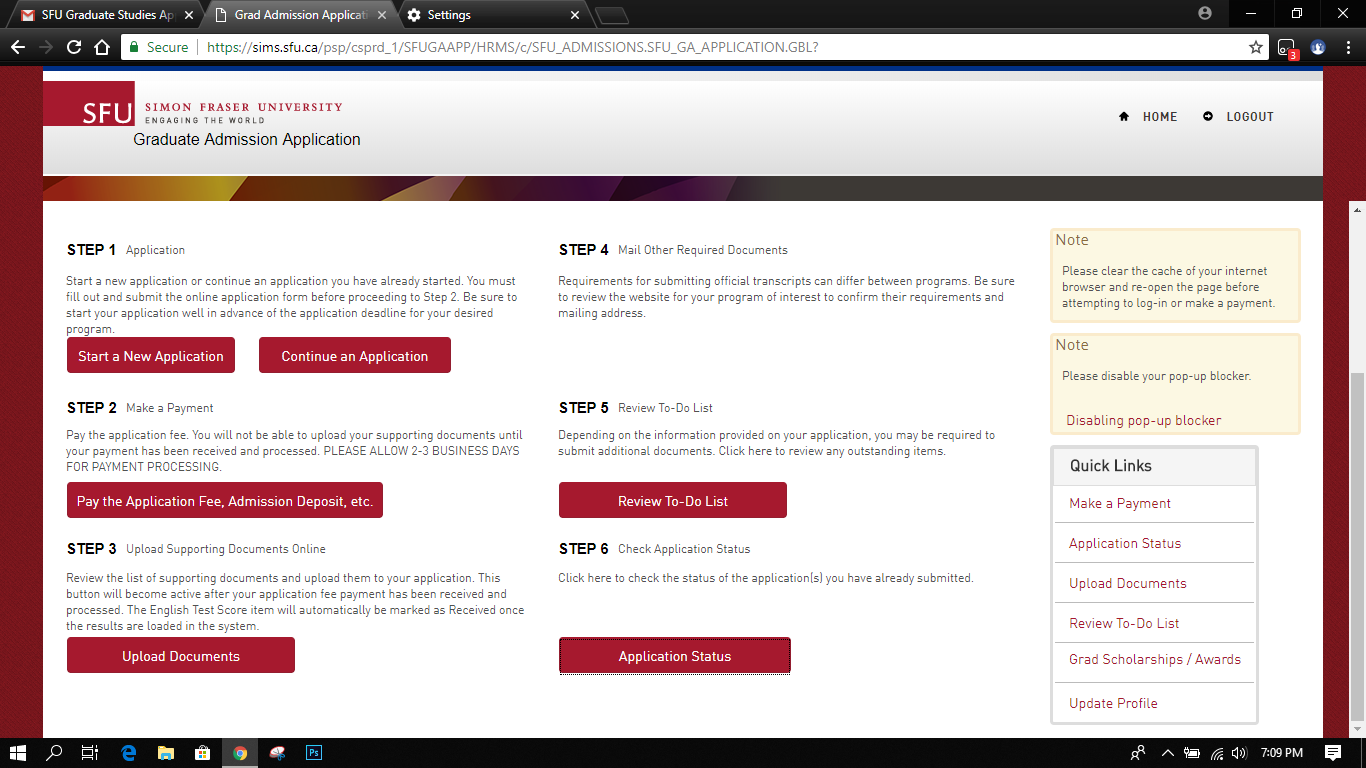 SFU Graduate Studies Ap
Grad Admission Applicati
Settings
Secure
https://sims.sfu.ca/psp/csprd_1/SFUGAAPP/HRMS/c/SFU_ADMISSIONS.SFU_GA_APPLICATION.GBL?
3
SFU
SIMON FRASER UNIVERSITY
ENGAGING THE WORLD
Graduate Admission Application
HOME
LOGOUT
STEP 1 Application
Start a new application or continue an application you have already started. You must
fill out and submit the online application form before proceeding to Step 2. Be sure to
start your application well in advance of the application deadline for your desired
program.
Start a New Application
Continue an Application
STEP 2 Make a Payment
Pay the application fee. You will not be able to upload your supporting documents until
your payment has been received and processed. PLEASE ALLOW 2-3 BUSINESS DAYS
FOR PAYMENT PROCESSING.
Pay the Application Fee, Admission Deposit, etc.
STEP 3 Upload Supporting Documents Online
Review the list of supporting documents and upload them to your application. This
button will become active after your application fee payment has been received and
processed. The English Test Score item will automatically be marked as Received once
the results are loaded in the system.
Upload Documents
STEP 4 Mail Other Required Documents
Requirements for submitting official transcripts can differ between programs. Be sure
to review the website for your program of interest to confirm their requirements and
mailing address.
STEP 5 Review To-Do List
Depending on the information provided on your application, you may be required to
submit additional documents. Click here to review any outstanding items.
Review To-Do List
STEP 6 Check Application Status
Click here to check the status of the application(s) you have already submitted.
Application Status
Note
Please clear the cache of your internet
browser and re-open the page before
attempting to log-in or make a payment.
Note
Please disable your pop-up blocker.
Disabling pop-up blocker
Quick Links
Make a Payment
Application Status
Upload Documents
Review To-Do List
Grad Scholarships / Awards
Update Profile
Ps
7:09 PM